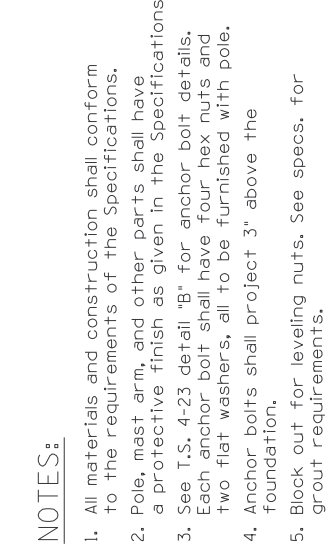 NOTES:
1. All materials and construction shall conform
to the requirements of the Specifications.
2. Pole, mast arm, and other parts shall have
a protective finish as given in the Specifications
3. See T.S. 4-23 detail "B" for anchor bolt details.
Each anchor bolt shall have four hex nuts and
two flat washers, all to be furnished with pole.
4. Anchor bolts shall project 3" above the
foundation.
5. Block out for leveling nuts. See specs. for
grout requirements.